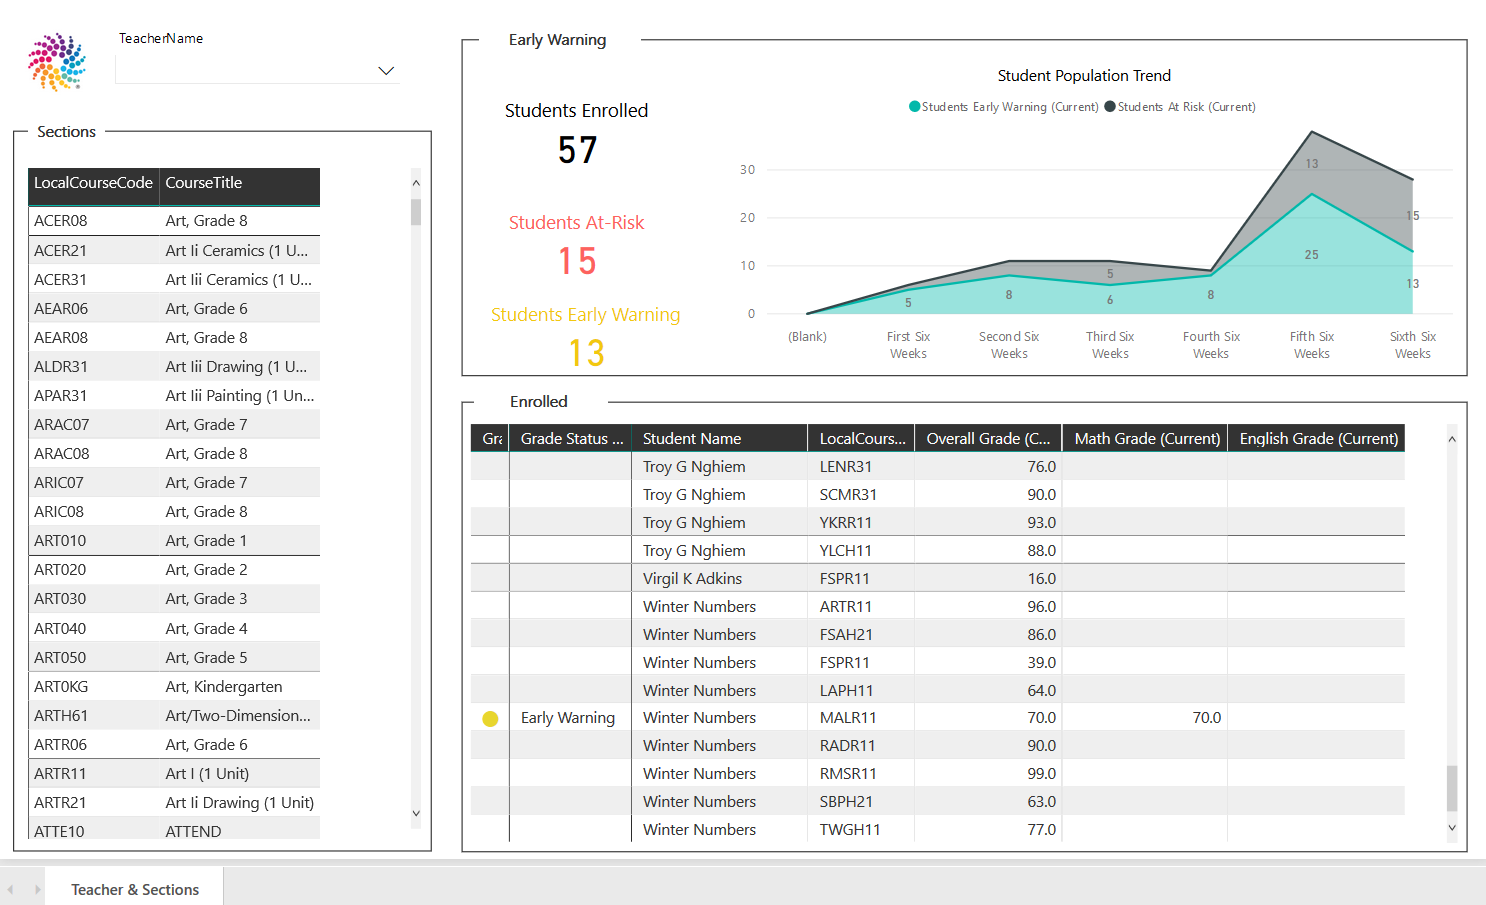 TeacherName
Sections
LocalCourseCode CourseTitle
ACER08 Art, Grade 8
ACER21 Art Ii Ceramics (1 U...
ACER31 Art Iii Ceramics (1 U...
AEAR06 Art, Grade 6
AEAR08 Art, Grade 8
ALDR31 Art Iii Drawing (1 U...
APAR31 Art Iii Painting (1 Un...
ARAC07 Art, Grade 7
ARAC08 Art, Grade 8
ARIC07 Art, Grade 7
ARIC08 Art, Grade 8
ART010 Art, Grade 1
ART020 Art, Grade 2
ART030 Art, Grade 3
ART040 Art, Grade 4
ART050 Art, Grade 5
ART0KG Art, Kindergarten
ARTH61 Art/Two-Dimension...
ARTR06 Art, Grade 6
ARTR11 Art I (1 Unit)
ARTR21 Art Ii Drawing (1 Unit)
ATTE10 ATTEND
Early Warning
Students Enrolled
57
Students At-Risk
15
Students Early Warning
13
Student Population Trend
Students Early Warning (Current) Students At Risk (Current)
30
20
10
0
13
15
25
13
5
5
8
6
8
(Blank) First Six Weeks Second Six Weeks Third Six Weeks Fourth Six Weeks Fifth Six Weeks Sixth Six Weeks
Enrolled
Gra Grade Status ... Student Name LocalCours... Overall Grade (C... Math Grade (Current) English Grade (Current)
Troy G Nghiem LENR31 76.0
Troy G Nghiem SCMR31 90.0
Troy G Nghiem YKRR11 93.0
Troy G Nghiem YLCH11 88.0
Virgil K Adkins FSPR11 16.0
Winter Numbers ARTR11 96.0
Winter Numbers FSAH21 86.0
Winter Numbers FSPR11 39.0
Winter Numbers LAPH11 64.0
Early Warning Winter Numbers MALR11 70.0 70.0
Winter Numbers RADR11 90.0
Winter Numbers RMSR11 99.0
Winter Numbers SBPH21 63.0
Winter Numbers TWGH11 77.0
Teacher & Sections